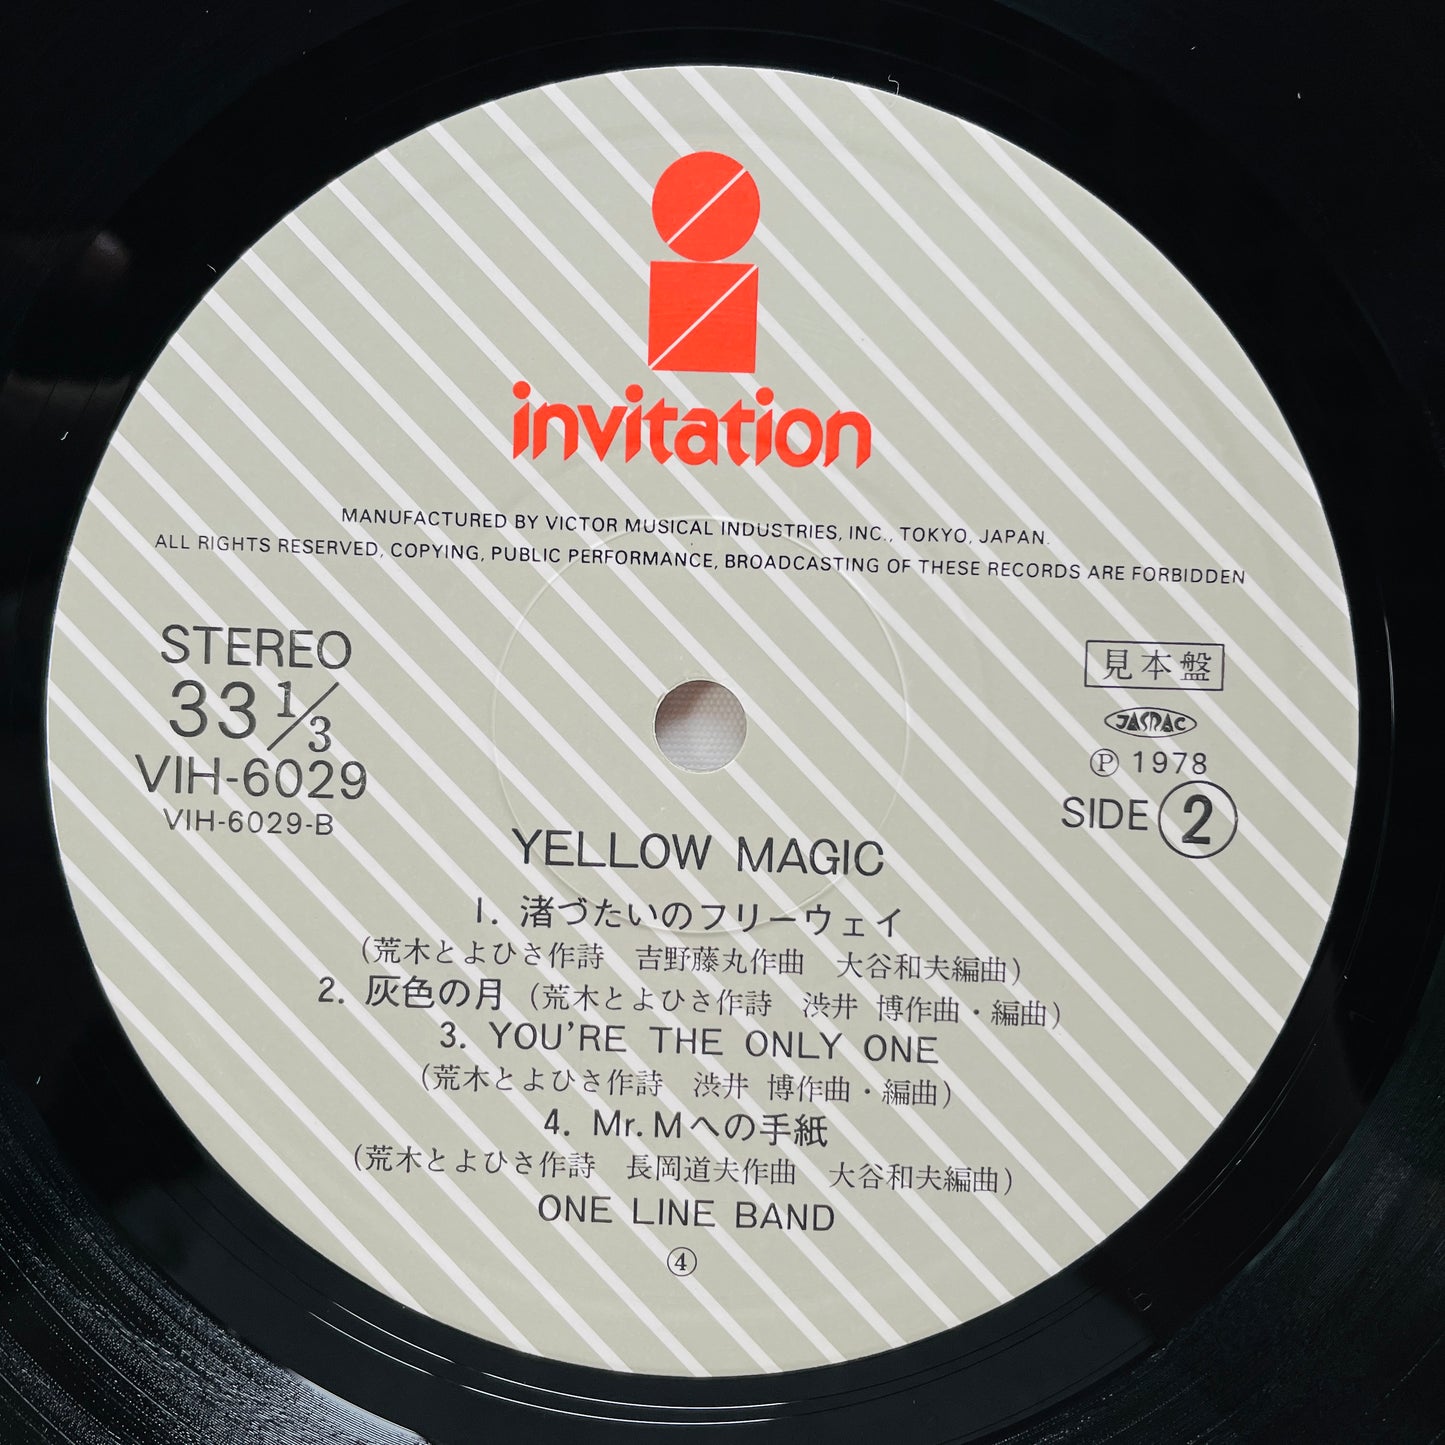 invitation
MANUFACTURED BY VICTOR MUSICAL INDUSTRIES, INC., TOKYO, JAPAN.
ALL RIGHTS RESERVED, COPYING, PUBLIC PERFORMANCE, BROADCASTING OF THESE RECORDS ARE FORBIDDEN
STEREO
33 1/3
VIH-6029
VIH-6029-B
見本盤
JASRAC
Ⓟ 1978
SIDE ②
YELLOW MAGIC
1. 渚づたいのフリーウェイ
(荒木とよひさ作詩 吉野藤丸作曲 大谷和夫編曲)
2. 灰色の月 (荒木とよひさ作詩 渋井 博作曲・編曲)
3. YOU'RE THE ONLY ONE
(荒木とよひさ作詩 渋井 博作曲・編曲)
4. Mr.Mへの手紙
(荒木とよひさ作詩 長岡道夫作曲 大谷和夫編曲)
ONE LINE BAND
④